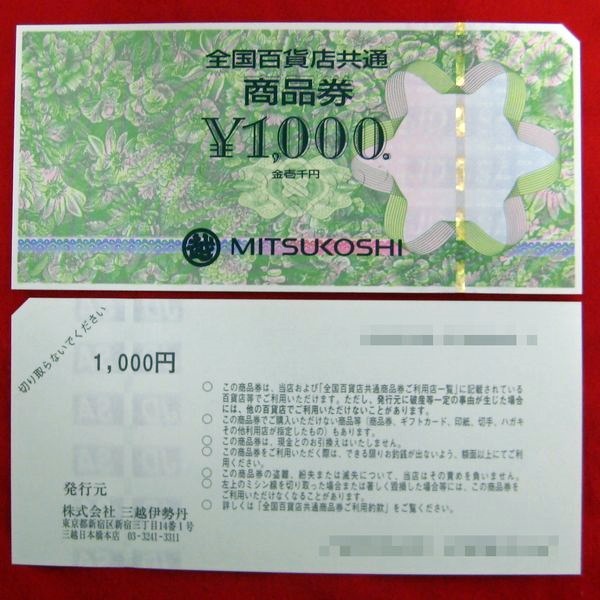 全国百貨店共通
商品券
¥1,000.
金壱千円
越 MITSUKOSHI
切り取らないでください
1,000円
○ この商品券は、当店および「全国百貨店共通商品券ご利用店一覧」に記載されている
百貨店等でご利用いただけます。ただし、発行元に破産等一定の事由が生じた場合
には、他の百貨店でご利用いただけないことがあります。
○ この商品券でご購入いただけない商品等（商品券、ギフトカード、印紙、切手、ハガキ
その他利用店が指定したもの）もあります。
○ この商品券は、現金とのお引換えはいたしません。
○ この商品券をご利用いただく際は、できる限りお釣銭が出ないよう、額面以上にてご
利用ください。
○ この商品券の盗難、紛失または滅失について、当店はその責めを負いません。
○ 左上のミシン線を切り取った場合または著しく毀損した場合等には、この商品券を
ご利用いただけなくなることがあります。
○ 詳しくは「全国百貨店共通商品券ご利用約款」をご覧ください。
発行元
株式会社 三越伊勢丹
東京都新宿区新宿三丁目14番1号
三越日本橋本店 03-3241-3311